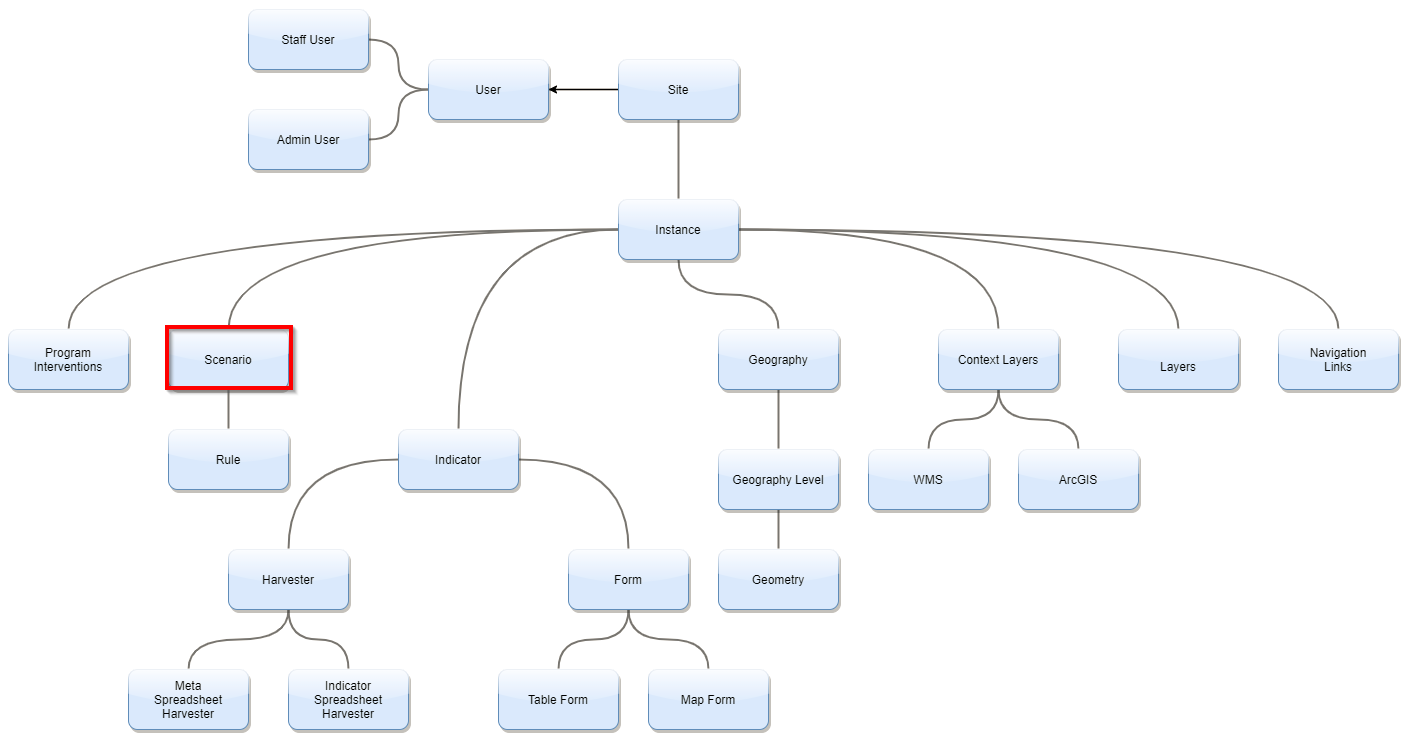 Staff User
User
Site
Admin User
Instance
Program
Interventions
Scenario
Geography
Context Layers
Layers
Navigation
Links
Rule
Indicator
Geography Level
WMS
ArcGIS
Harvester
Form
Geometry
Meta
Spreadsheet
Harvester
Indicator
Spreadsheet
Harvester
Table Form
Map Form